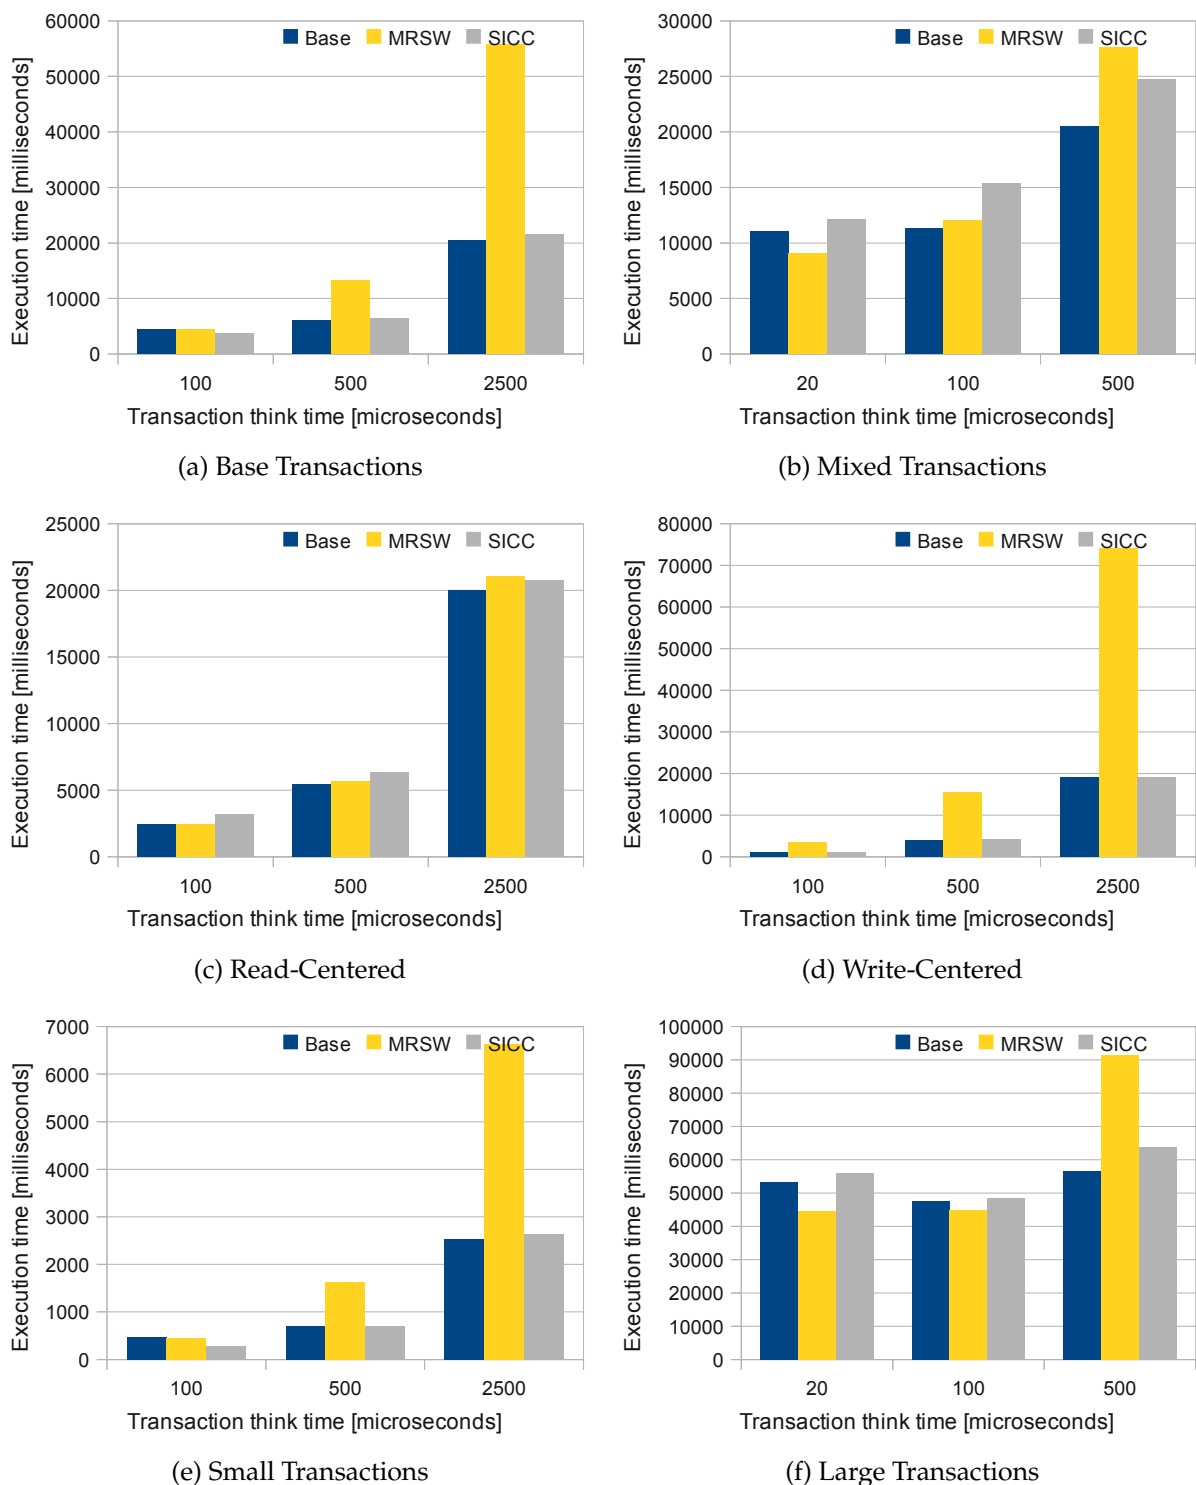 Execution time [milliseconds]
60000
50000
40000
30000
20000
10000
0
Base MRSW SICC
100 500 2500
Transaction think time [microseconds]
(a) Base Transactions
Execution time [milliseconds]
30000
25000
20000
15000
10000
5000
0
Base MRSW SICC
20 100 500
Transaction think time [microseconds]
(b) Mixed Transactions
Execution time [milliseconds]
25000
20000
15000
10000
5000
0
Base MRSW SICC
100 500 2500
Transaction think time [microseconds]
(c) Read-Centered
Execution time [milliseconds]
80000
70000
60000
50000
40000
30000
20000
10000
0
Base MRSW SICC
100 500 2500
Transaction think time [microseconds]
(d) Write-Centered
Execution time [milliseconds]
7000
6000
5000
4000
3000
2000
1000
0
Base MRSW SICC
100 500 2500
Transaction think time [microseconds]
(e) Small Transactions
Execution time [milliseconds]
100000
90000
80000
70000
60000
50000
40000
30000
20000
10000
0
Base MRSW SICC
20 100 500
Transaction think time [microseconds]
(f) Large Transactions